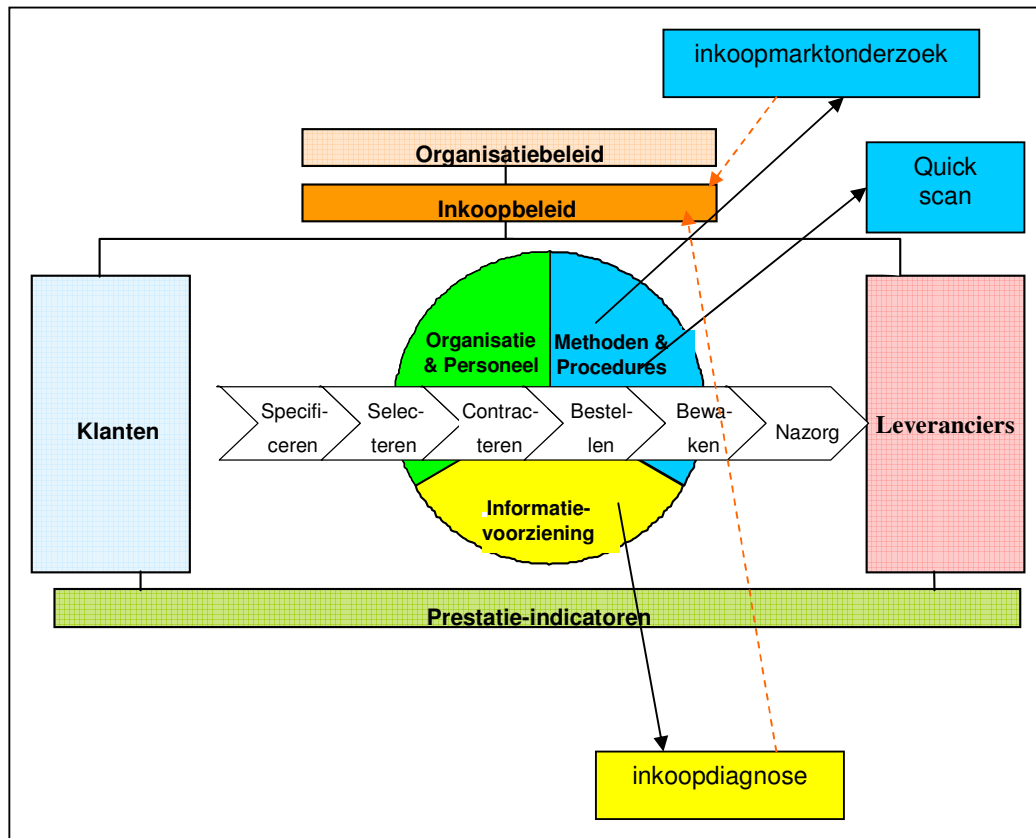 inkoopmarktonderzoek
Organisatiebeleid
Quick
scan
Inkoopbeleid
Organisatie
& Personeel
Methoden &
Procedures
Klanten
Specifi-
ceren
Selec-
teren
Contrac-
teren
Bestel-
len
Bewa-
ken
Nazorg
Leveranciers
Informatie-
voorziening
Prestatie-indicatoren
inkoopdiagnose